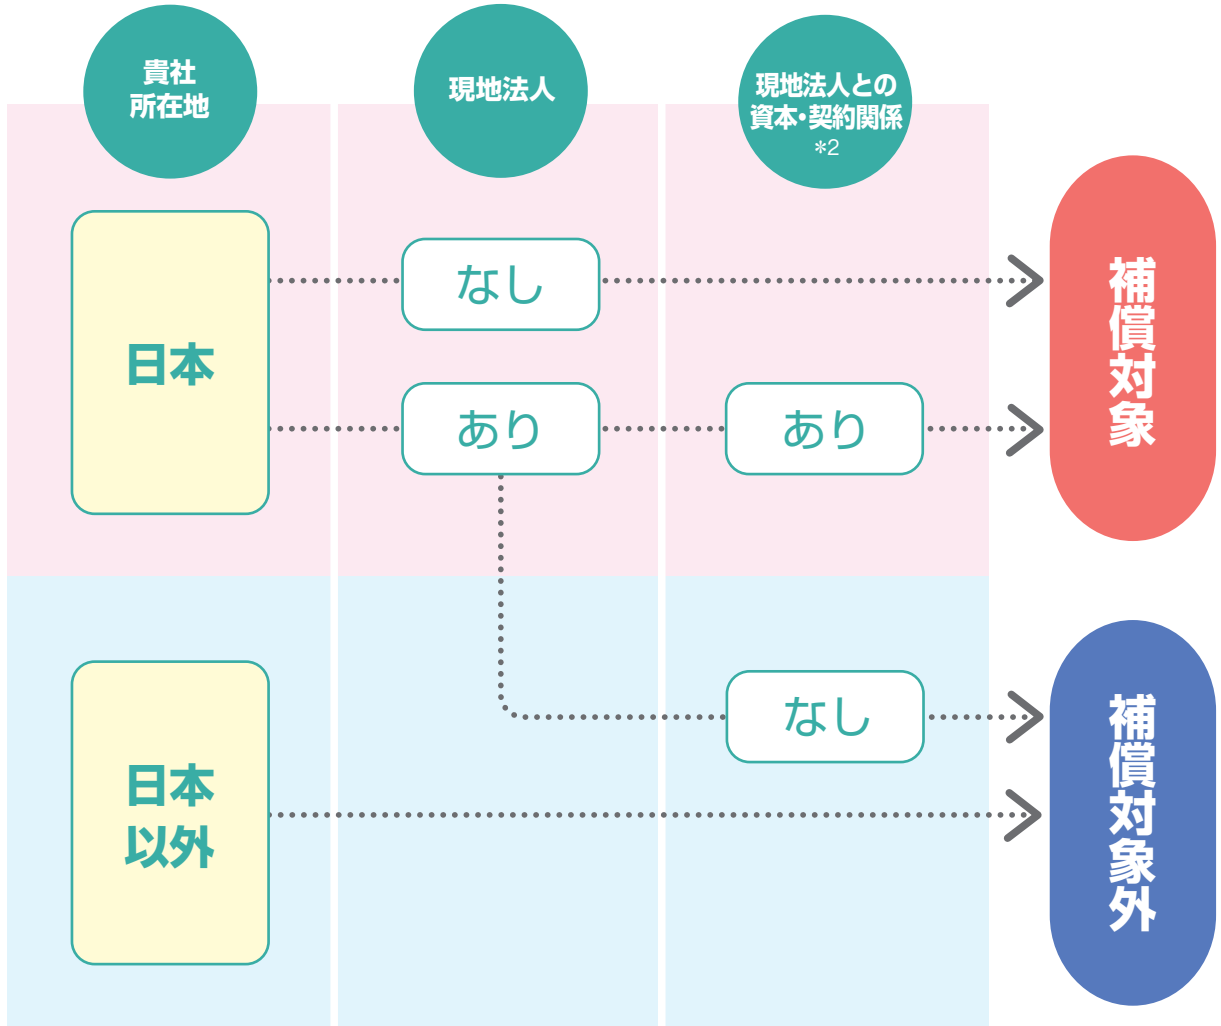 貴社
所在地
現地法人
現地法人との
資本・契約関係
*2
日本
なし
あり
あり
補償対象
なし
日本
以外
補償対象外